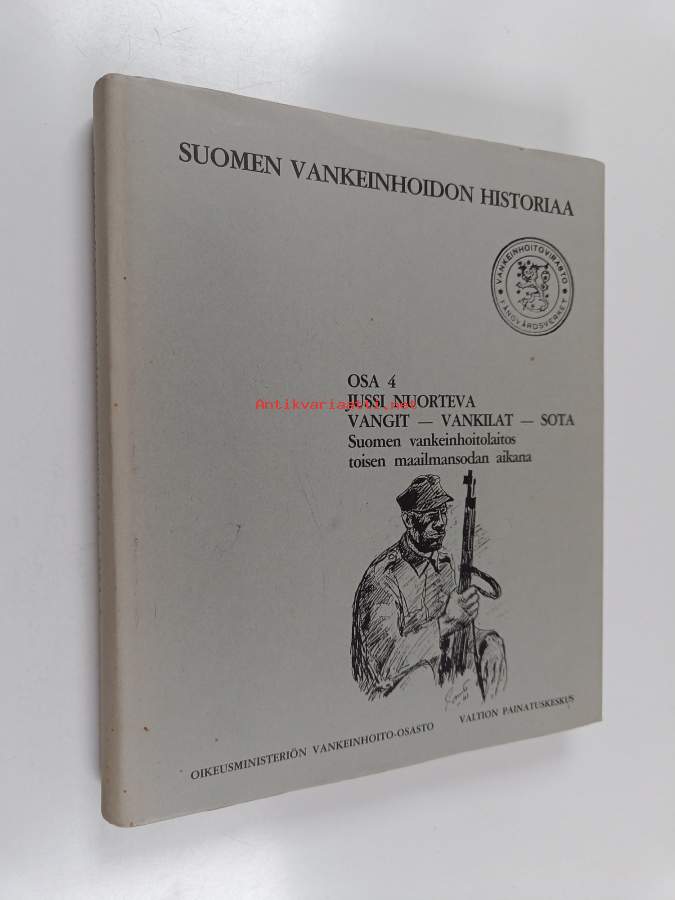 SUOMEN VANKEINHOIDON HISTORIAA
VANKEINHOITOVIRASTO
FÅNGVÅRDSVERKET
OSA 4
JUSSI NUORTEVA
Antikvariaatti.net
VANGIT — VANKILAT — SOTA
Suomen vankeinhoitolaitos
toisen maailmansodan aikana
OIKEUSMINISTERIÖN VANKEINHOITO-OSASTO VALTION PAINATUSKESKUS